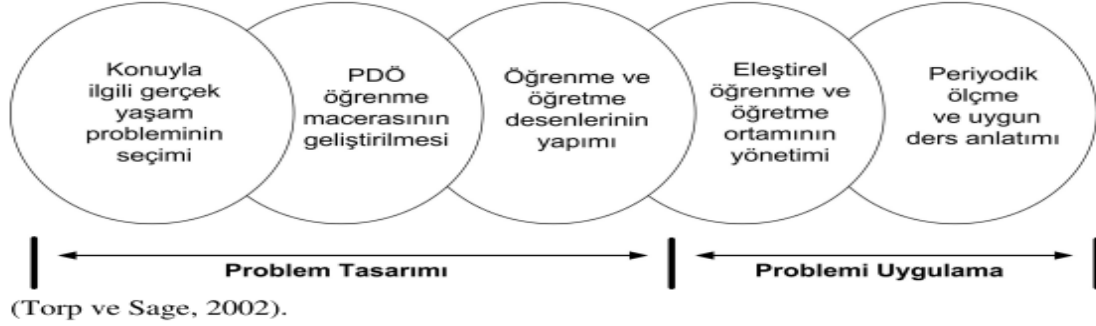 Konuyla
ilgili gerçek
yaşam
probleminin
seçimi
PDÖ
öğrenme
macerasının
geliştirilmesi
Öğrenme ve
öğretme
desenlerinin
yapımı
Eleştirel
öğrenme ve
öğretme
ortamının
yönetimi
Periyodik
ölçme
ve uygun
ders anlatımı
Problem Tasarımı
Problemi Uygulama
(Torp ve Sage, 2002).